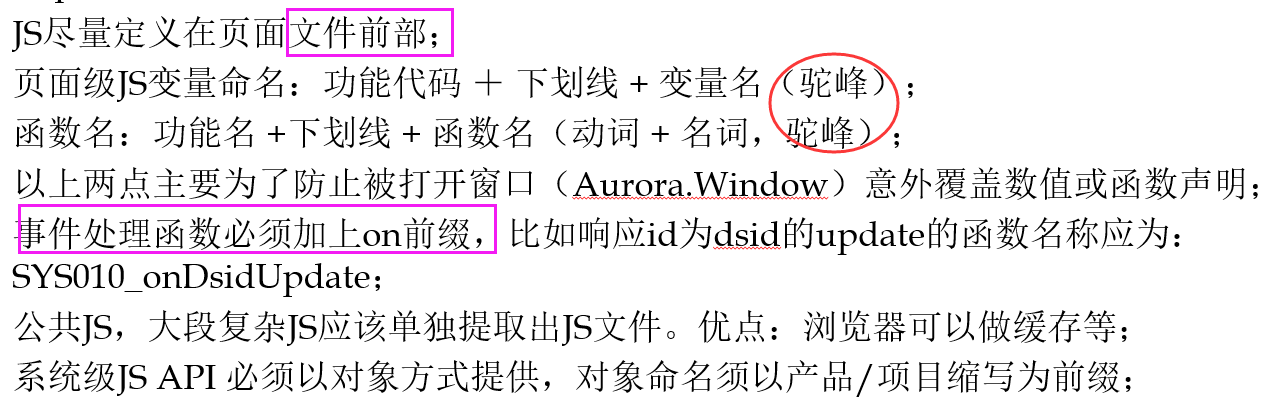 JS尽量定义在页面文件前部；
页面级JS变量命名：功能代码 ＋ 下划线 + 变量名（驼峰）；
函数名：功能名 +下划线 + 函数名（动词 + 名词，驼峰）；
以上两点主要为了防止被打开窗口（Aurora.Window）意外覆盖数值或函数声明；
事件处理函数必须加上on前缀，比如响应id为dsid的update的函数名称应为：
SYS010_onDsidUpdate；
公共JS，大段复杂JS应该单独提取出JS文件。优点：浏览器可以做缓存等；
系统级JS API 必须以对象方式提供，对象命名须以产品/项目缩写为前缀；